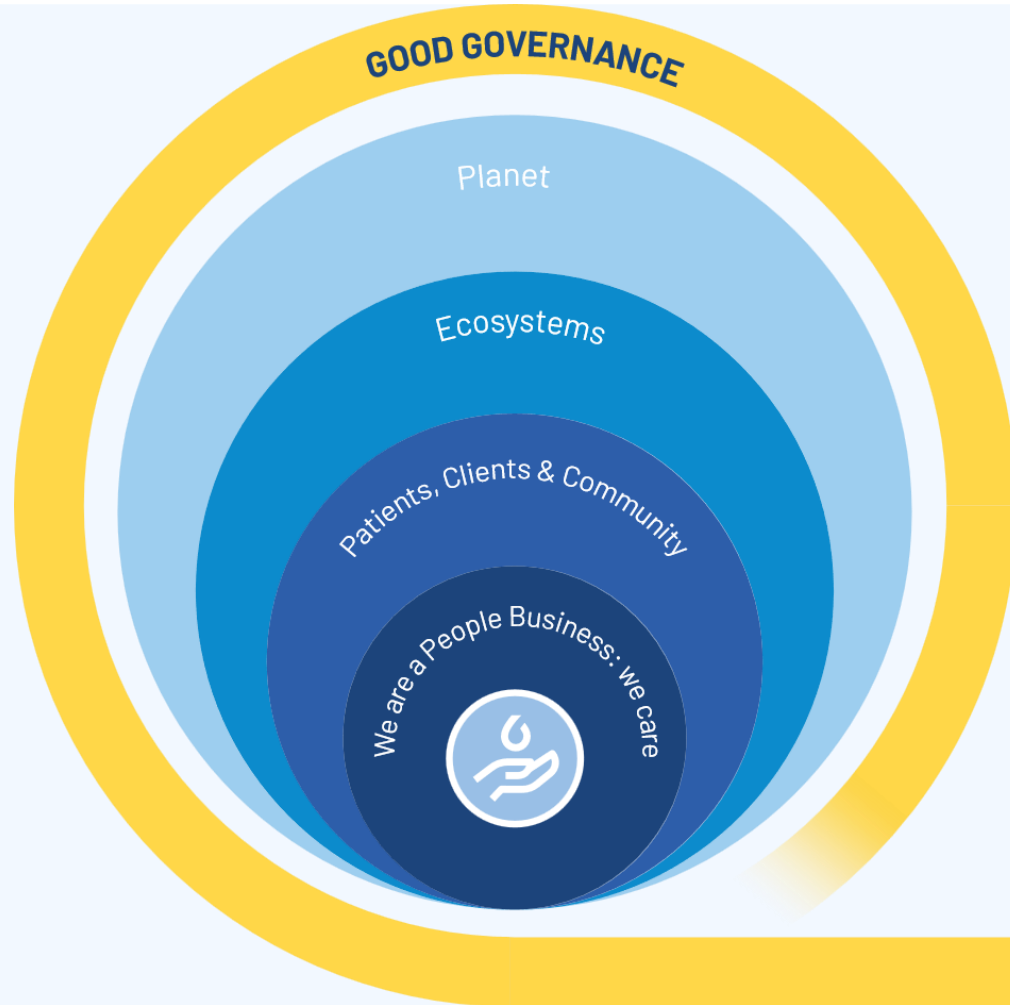 GOOD GOVERNANCE
Planet
Ecosystems
Patients, Clients & Community
We are a People Business: we care